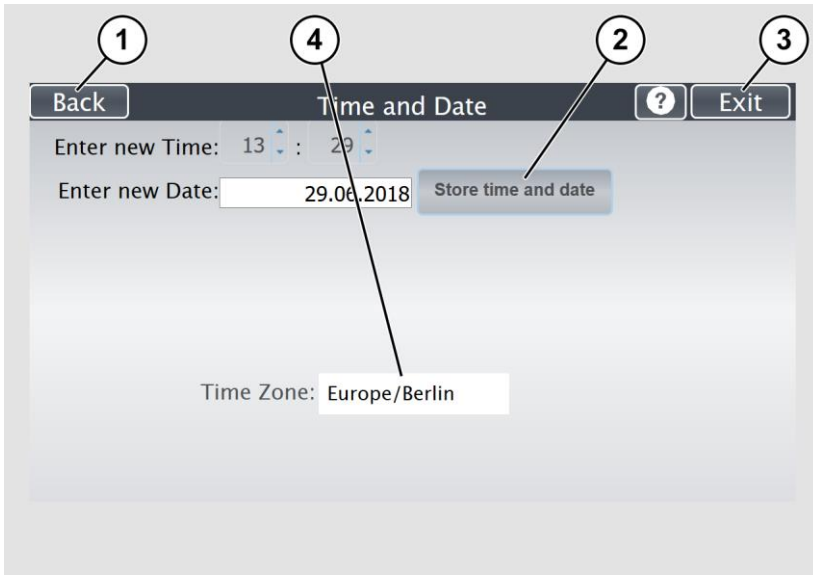 1 4 2 3
Back Time and Date ? Exit
Enter new Time: 13 : 29
Enter new Date: 29.06.2018 Store time and date
Time Zone: Europe/Berlin